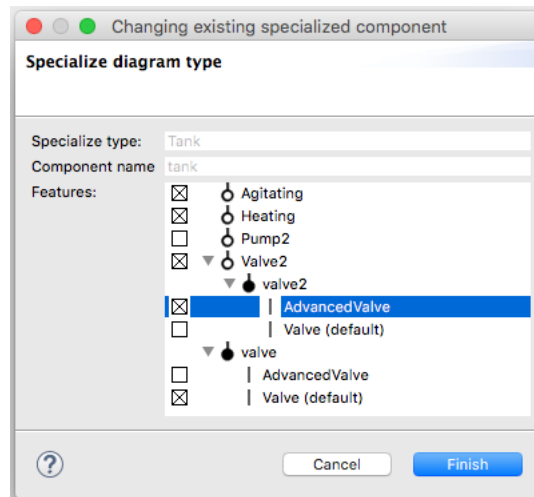 Changing existing specialized component
Specialize diagram type
Specialize type: Tank
Component name tank
Features:
Agitating
Heating
Pump2
Valve2
valve2
AdvancedValve
Valve (default)
valve
AdvancedValve
Valve (default)
? Cancel Finish